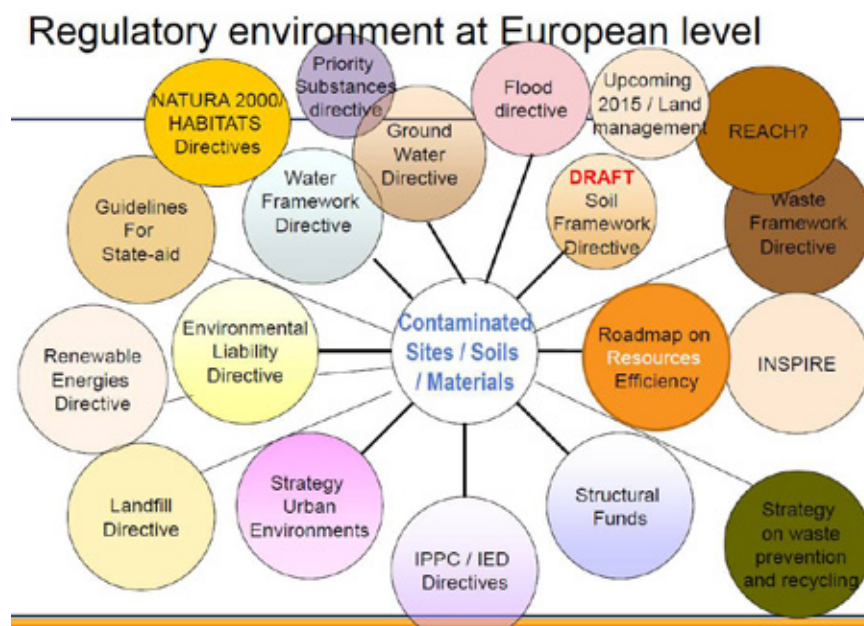 Regulatory environment at European level
Priority
Substances
directive
Flood
directive
Upcoming
2015 / Land
management
NATURA 2000/
HABITATS
Directives
Ground
Water
Directive
REACH?
Guidelines
For
State-aid
Water
Framework
Directive
DRAFT
Soil
Framework
Directive
Waste
Framework
Directive
Contaminated
Sites / Soils
/ Materials
Environmental
Liability
Directive
Roadmap on
Resources
Efficiency
INSPIRE
Renewable
Energies
Directive
Landfill
Directive
Strategy
Urban
Environments
IPPC / IED
Directives
Structural
Funds
Strategy
on waste
prevention
and recycling